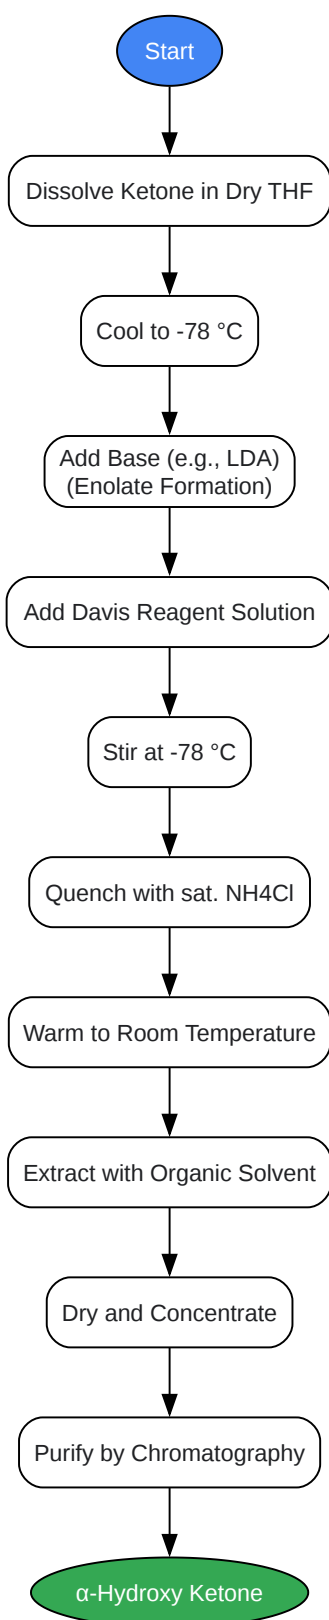 Start
Dissolve Ketone in Dry THF
Cool to -78 °C
Add Base (e.g., LDA)
(Enolate Formation)
Add Davis Reagent Solution
Stir at -78 °C
Quench with sat. NH4Cl
Warm to Room Temperature
Extract with Organic Solvent
Dry and Concentrate
Purify by Chromatography
α-Hydroxy Ketone